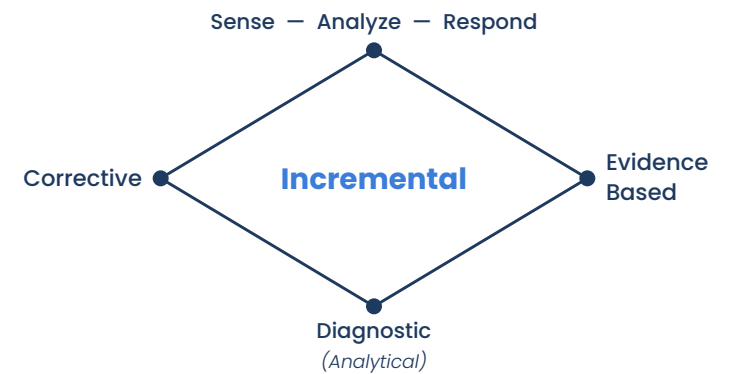 Sense — Analyze — Respond
Corrective
Incremental
Evidence
Based
Diagnostic
(Analytical)